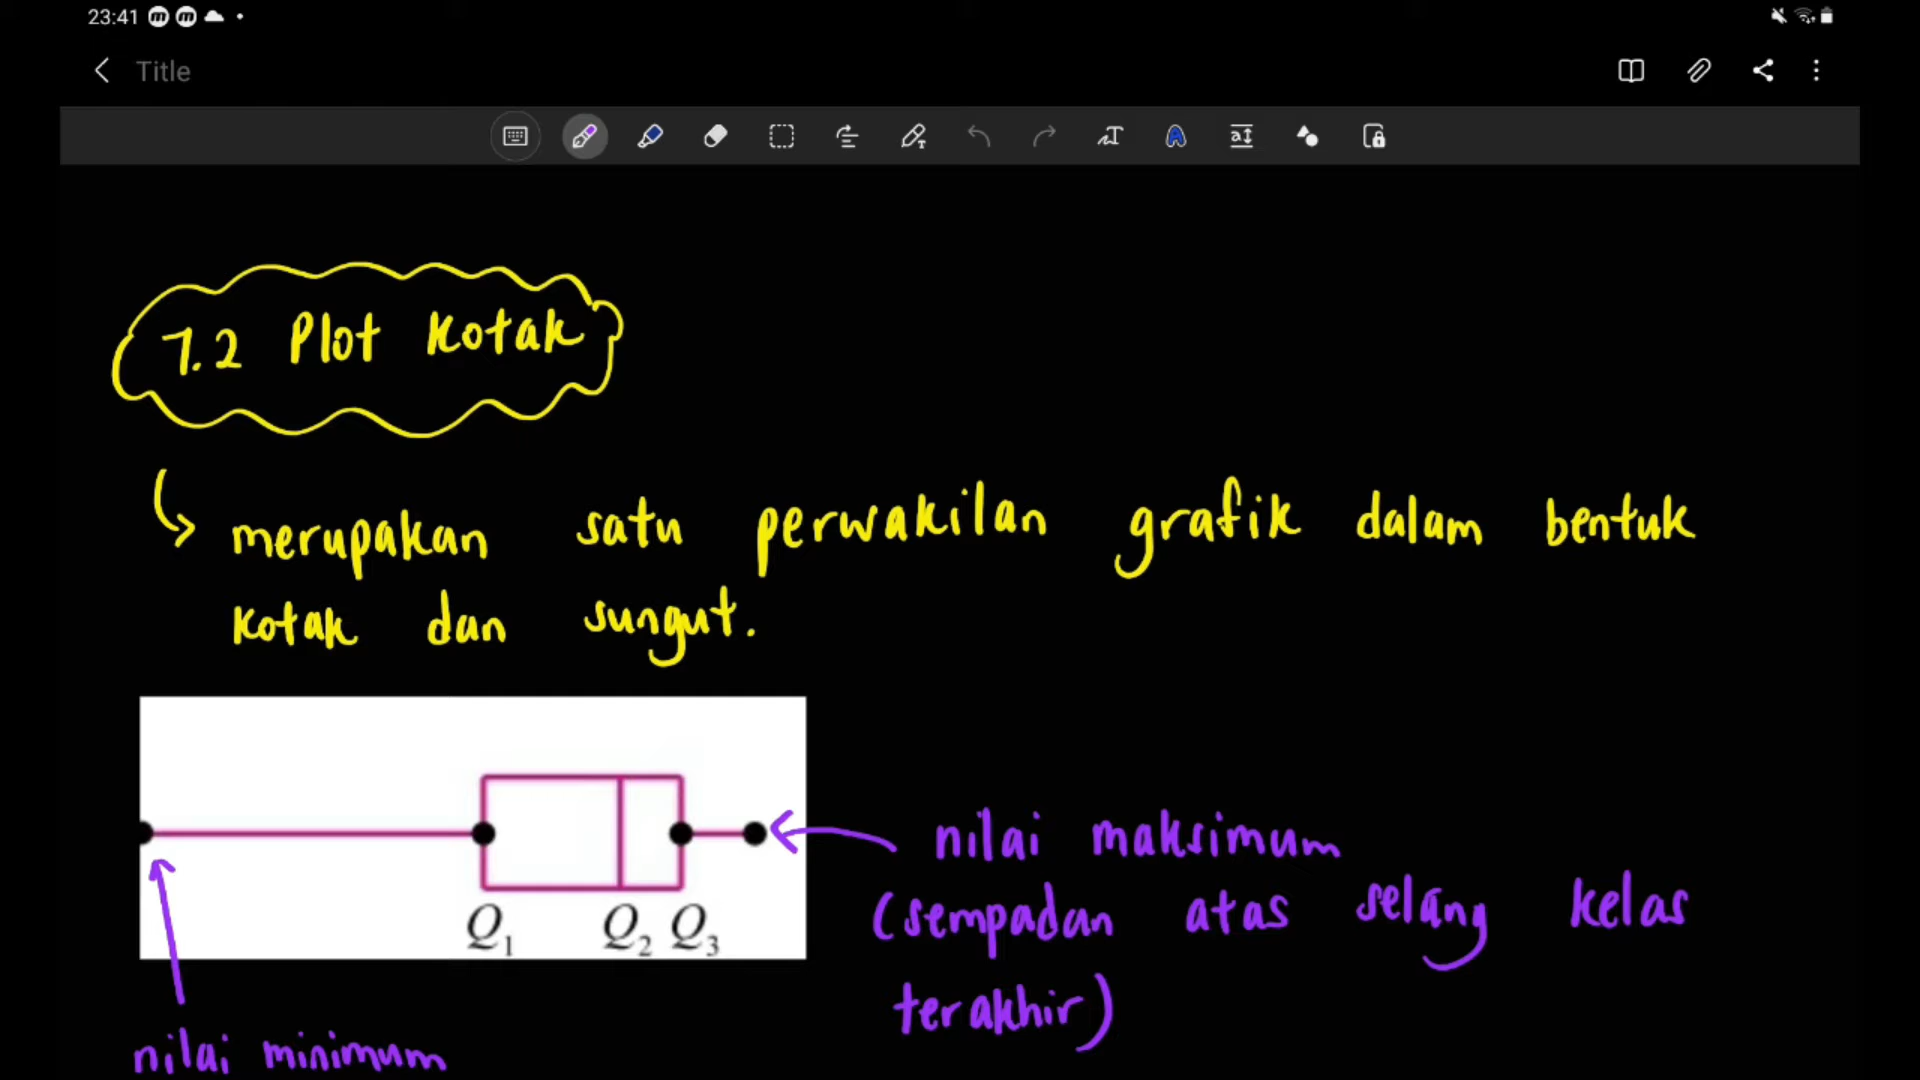 23:41
Title
7.2 Plot Kotak
merupakan satu perwakilan grafik dalam bentuk
kotak dan sungut.
nilai maksimum
(sempadan atas selang kelas
terakhir)
Q1 Q2 Q3
nilai minimum